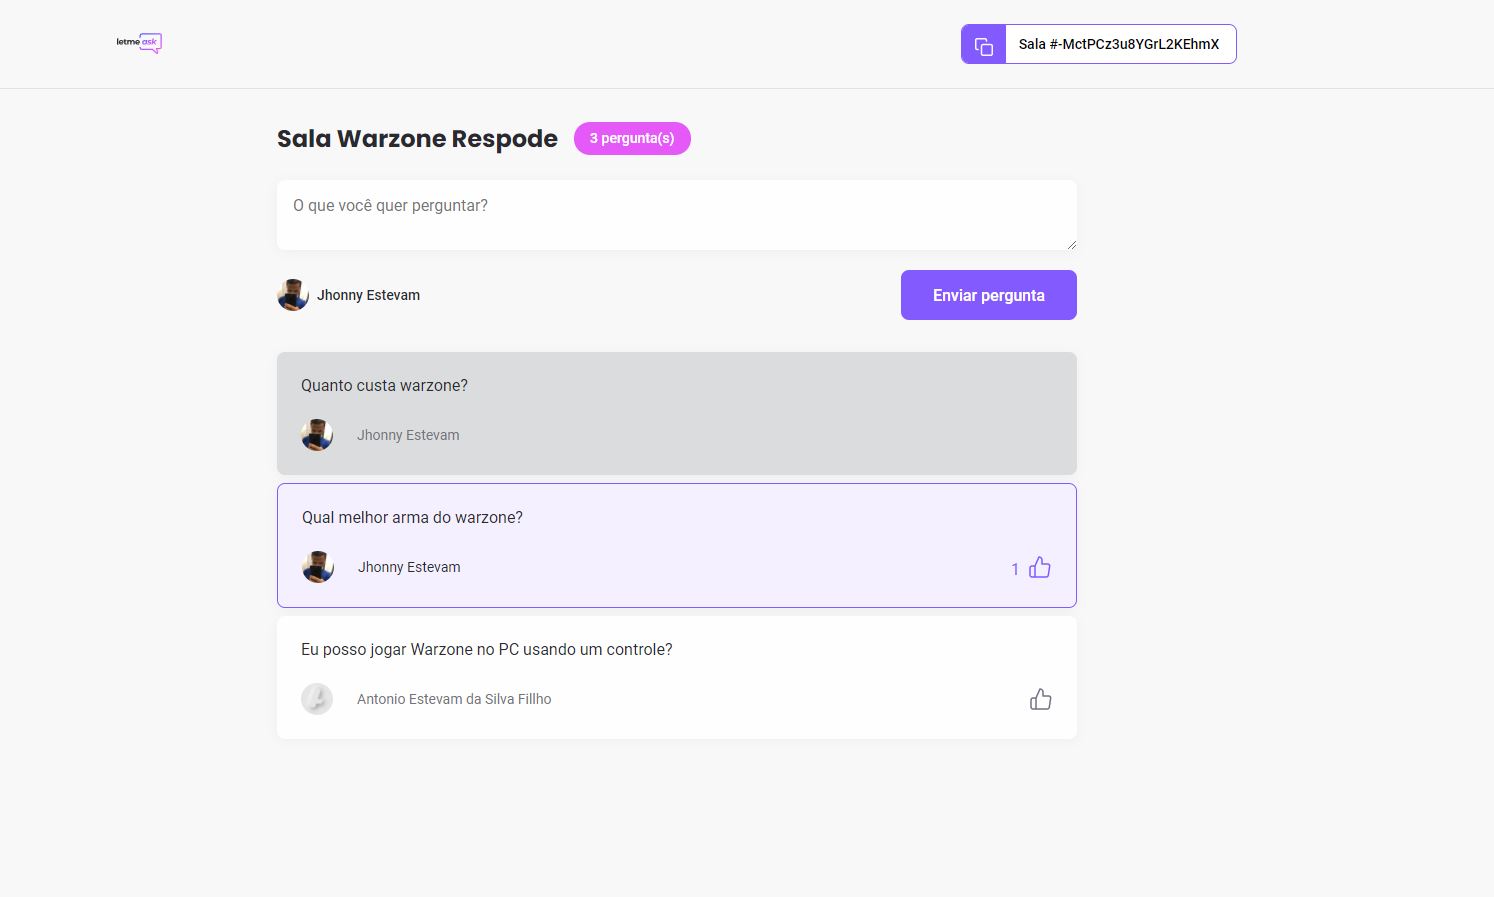 letmeask
Sala #-MctPCz3u8YGrL2KEhmX
Sala Warzone Respode
3 pergunta(s)
O que você quer perguntar?
Jhonny Estevam
Enviar pergunta
Quanto custa warzone?
Jhonny Estevam
Qual melhor arma do warzone?
Jhonny Estevam
1
Eu posso jogar Warzone no PC usando um controle?
Antonio Estevam da Silva Fillho